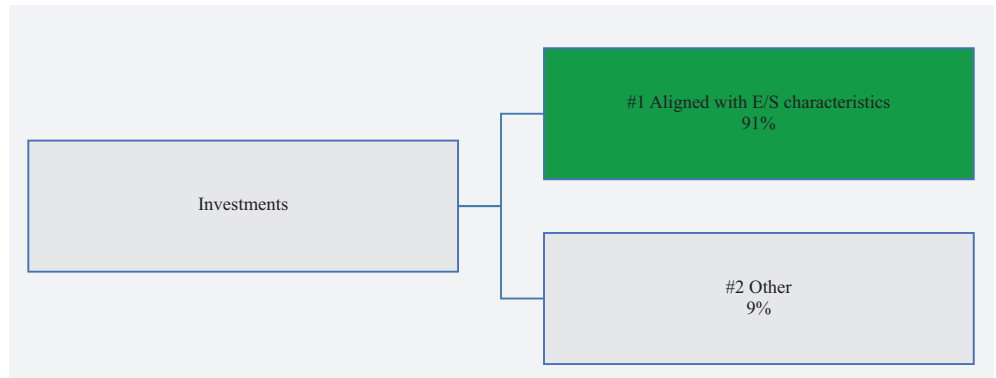 Investments
#1 Aligned with E/S characteristics
91%
#2 Other
9%